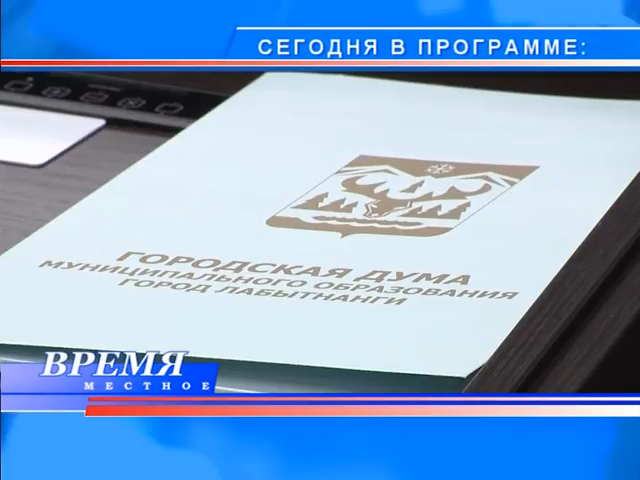 СЕГОДНЯ В ПРОГРАММЕ:
ГОРОДСКАЯ ДУМА
МУНИЦИПАЛЬНОГО ОБРАЗОВАНИЯ
ГОРОД ЛАБЫТНАНГИ
ВРЕМЯ
МЕСТНОЕ